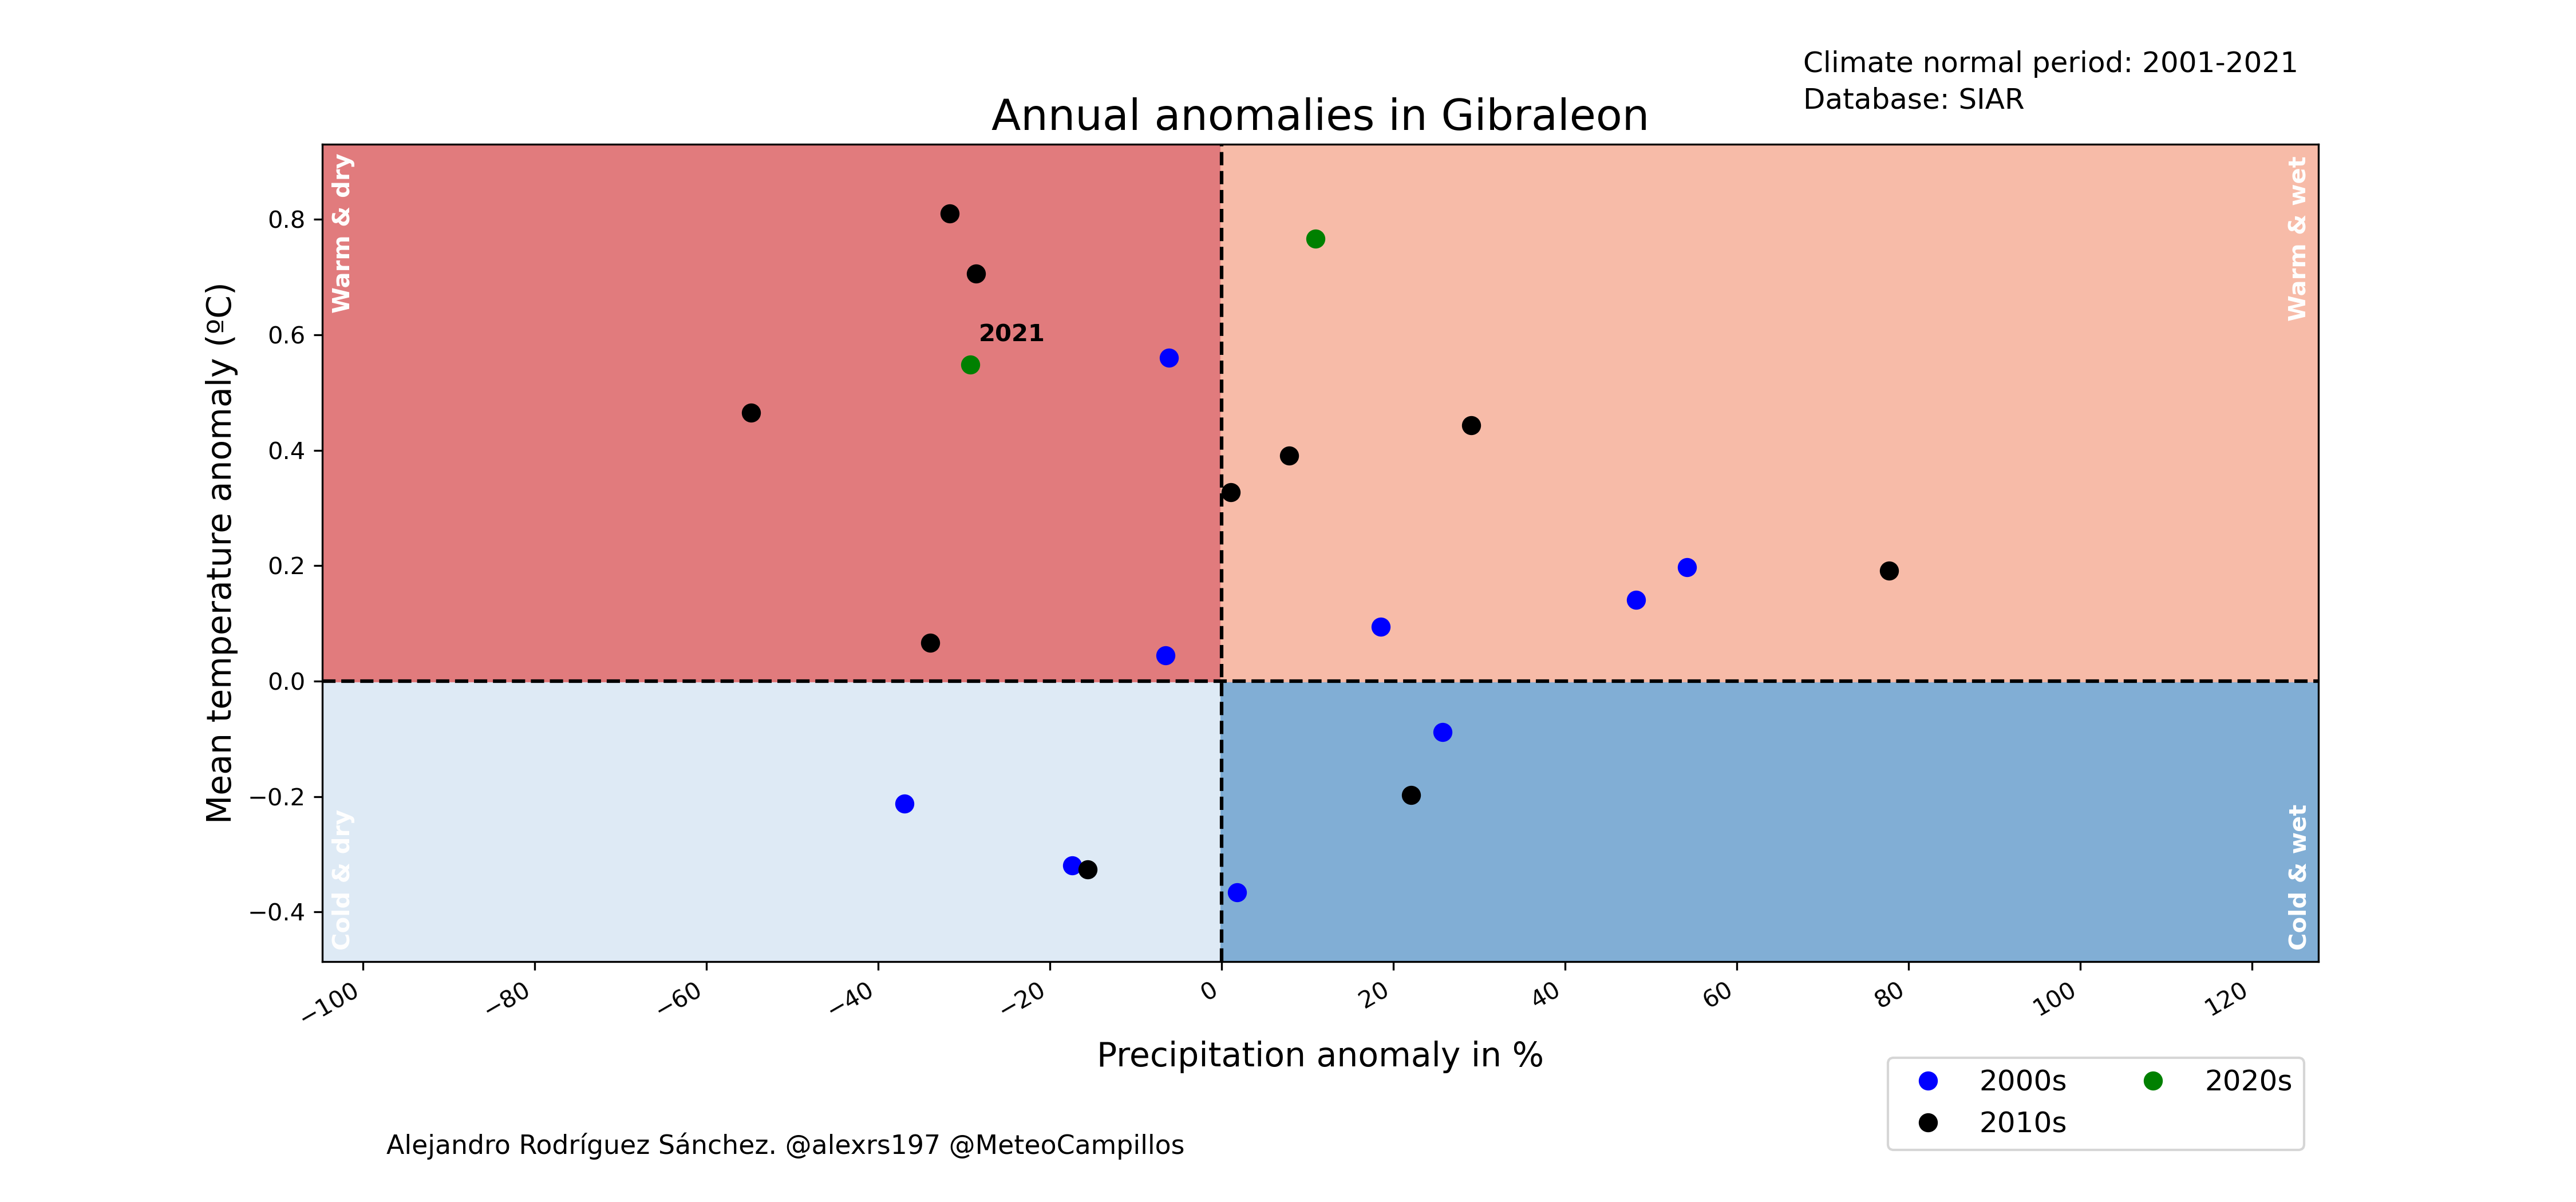 Climate normal period: 2001-2021
Database: SIAR
Annual anomalies in Gibraleon
Warm & dry
Warm & wet
2021
Cold & dry
Cold & wet
Mean temperature anomaly (ºC)
0.8
0.6
0.4
0.2
0.0
−0.2
−0.4
−100 −80 −60 −40 −20 0 20 40 60 80 100 120
Precipitation anomaly in %
2000s 2020s
2010s
Alejandro Rodríguez Sánchez. @alexrs197 @MeteoCampillos